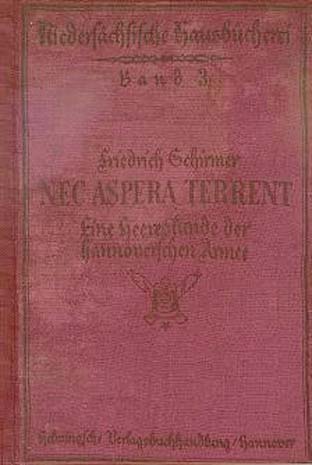 Niedersächsische Hausbücherei
Band 3
Friedrich Schirmer
NEC ASPERA TERRENT
Eine Heereskunde der
Hannoverschen Armee
Helwingsche Verlagsbuchhandlung / Hannover